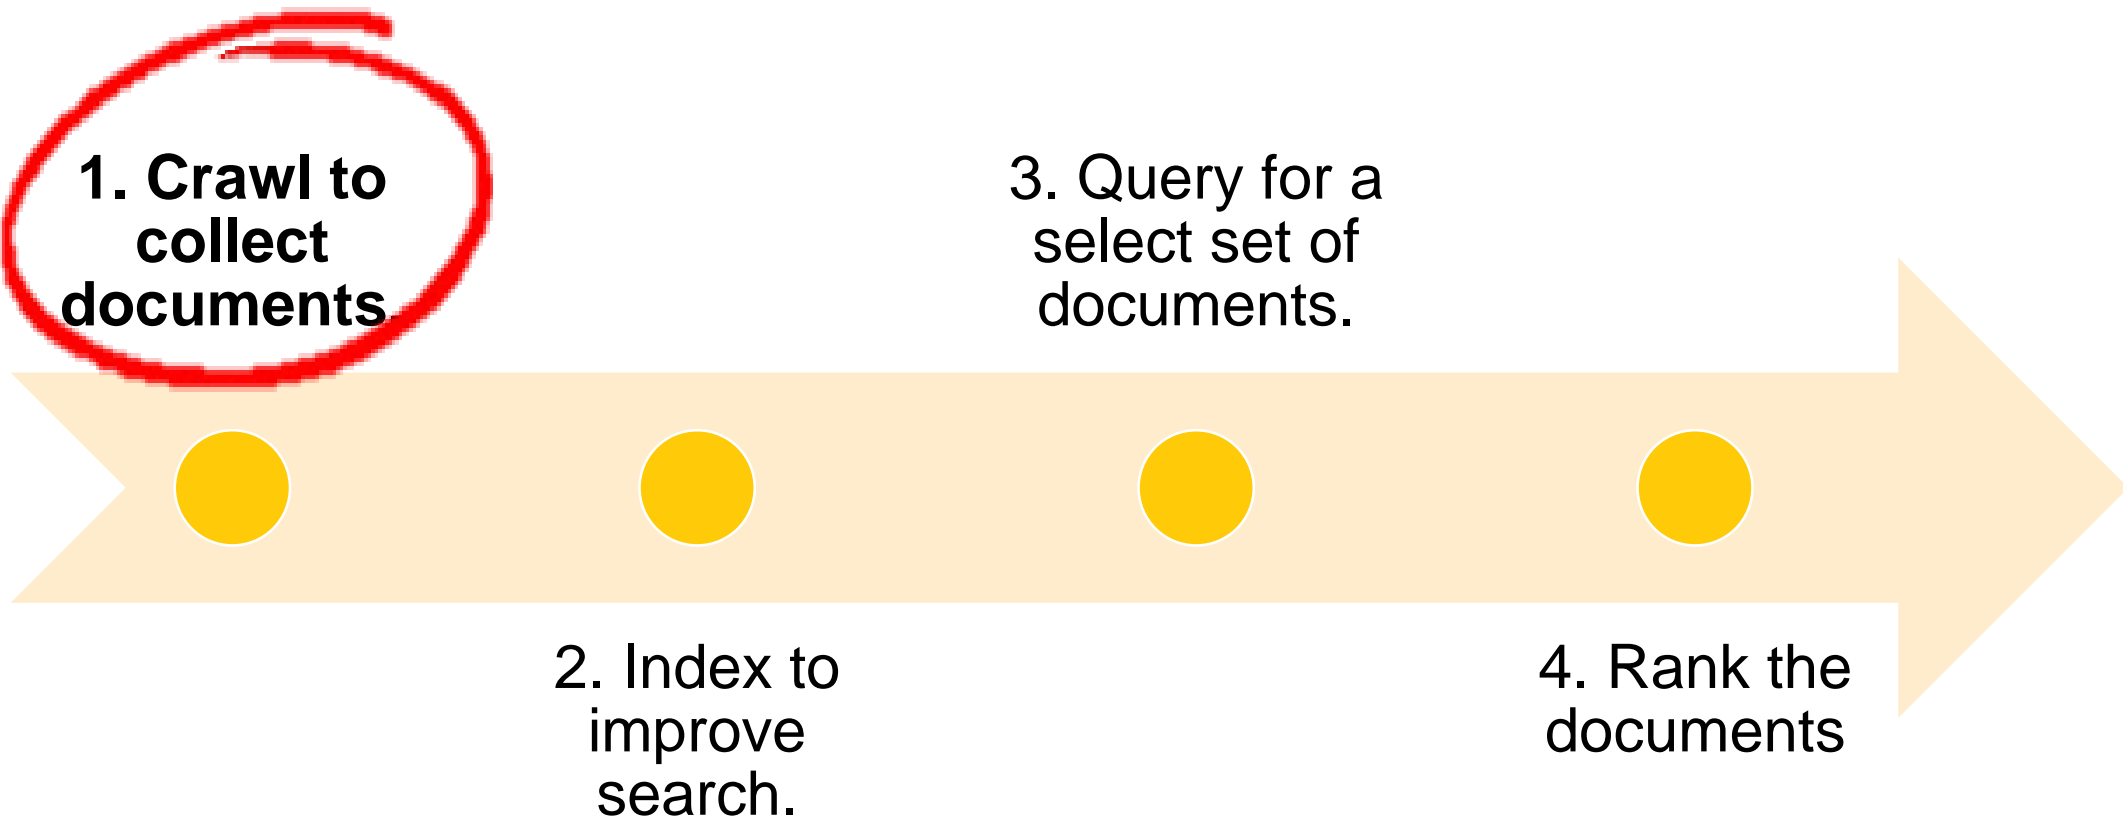 1. Crawl to
collect
documents.
2. Index to
improve
search.
3. Query for a
select set of
documents.
4. Rank the
documents